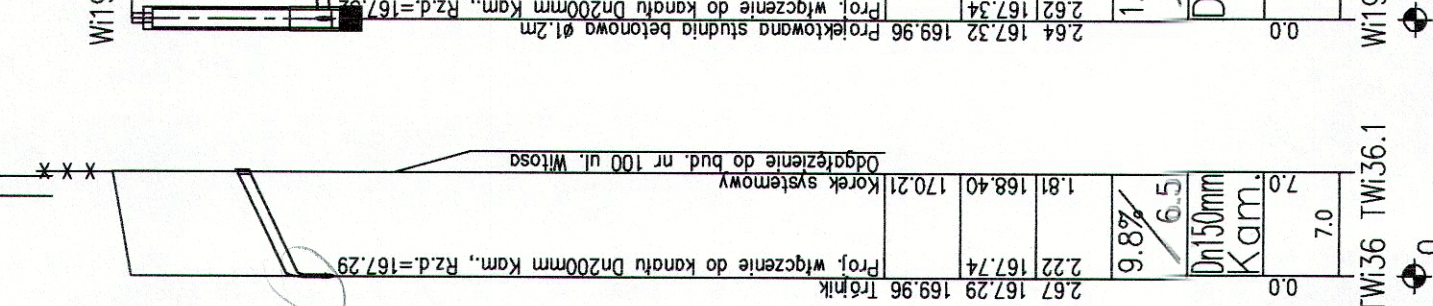 Wi19
Proj. włączenie do kanału Dn200mm Kam., Rz.d.=167.02
2.62 167.34
2.64 167.32 169.96 Projektowana studnia betonowa Ø1.2m
0.0
Wi19
Odgałęzienie do bud. nr 100 ul. Witosa
1.81 168.40 170.21 Korek systemowy
Proj. włączenie do kanału Dn200mm Kam., Rz.d.=167.29
2.22 167.74
2.67 167.29 169.96 Trójnik
9.8%
6.5
Dn150mm
Kam.
7.0
7.0
0.0
TWi36 TWi36.1